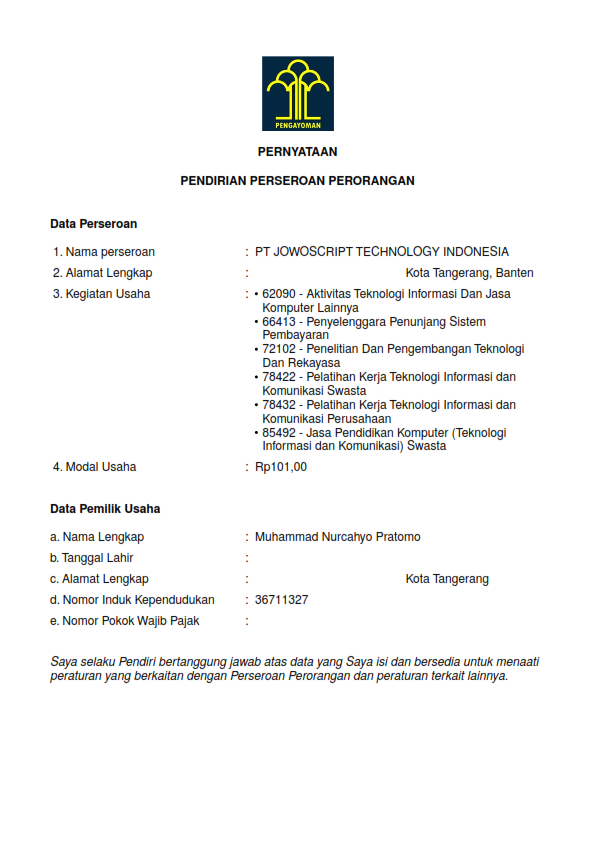 PENGAYOMAN
PERNYATAAN
PENDIRIAN PERSEROAN PERORANGAN
Data Perseroan
1. Nama perseroan : PT JOWOSCRIPT TECHNOLOGY INDONESIA
2. Alamat Lengkap : Kota Tangerang, Banten
3. Kegiatan Usaha : • 62090 - Aktivitas Teknologi Informasi Dan Jasa
Komputer Lainnya
• 66413 - Penyelenggara Penunjang Sistem
Pembayaran
• 72102 - Penelitian Dan Pengembangan Teknologi
Dan Rekayasa
• 78422 - Pelatihan Kerja Teknologi Informasi dan
Komunikasi Swasta
• 78432 - Pelatihan Kerja Teknologi Informasi dan
Komunikasi Perusahaan
• 85492 - Jasa Pendidikan Komputer (Teknologi
Informasi dan Komunikasi) Swasta
4. Modal Usaha : Rp101,00
Data Pemilik Usaha
a. Nama Lengkap : Muhammad Nurcahyo Pratomo
b. Tanggal Lahir :
c. Alamat Lengkap : Kota Tangerang
d. Nomor Induk Kependudukan : 36711327
e. Nomor Pokok Wajib Pajak :
Saya selaku Pendiri bertanggung jawab atas data yang Saya isi dan bersedia untuk menaati
peraturan yang berkaitan dengan Perseroan Perorangan dan peraturan terkait lainnya.